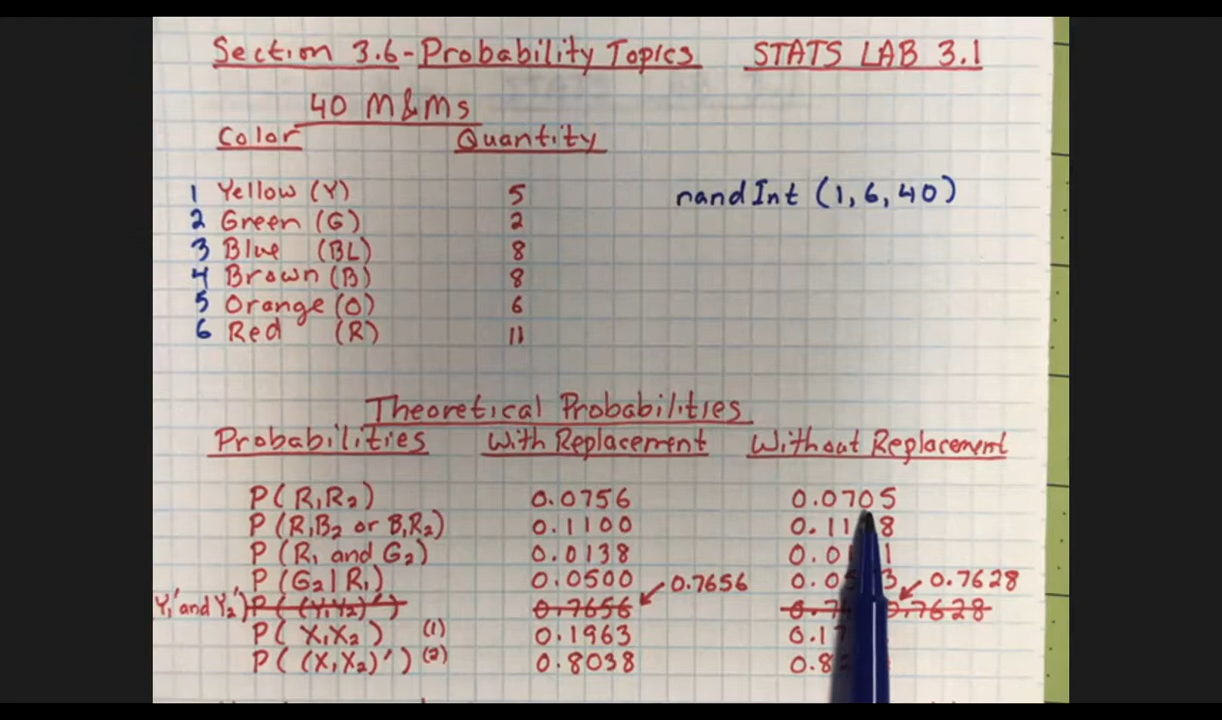 Section 3.6-Probability Topics STATS LAB 3.1
40 M&Ms
Color Quantity
1 Yellow (Y) 5 randInt (1,6,40)
2 Green (G) 2
3 Blue (BL) 8
4 Brown (B) 8
5 Orange (O) 6
6 Red (R) 11
Theoretical Probabilities
Probabilities With Replacement Without Replacement
P(R₁R₂) 0.0756 0.0705
P(R₁B₂ or B₁R₂) 0.1100
P(R₁ and G₂) 0.0138
P(G₂|R₁) 0.0500 0.7656 0.7628
Y₁' and Y₂') P((Y₁Y₂)') 0.7656 0.7628
P(X₁X₂) (1) 0.1963
P((X₁X₂)') (2) 0.8038